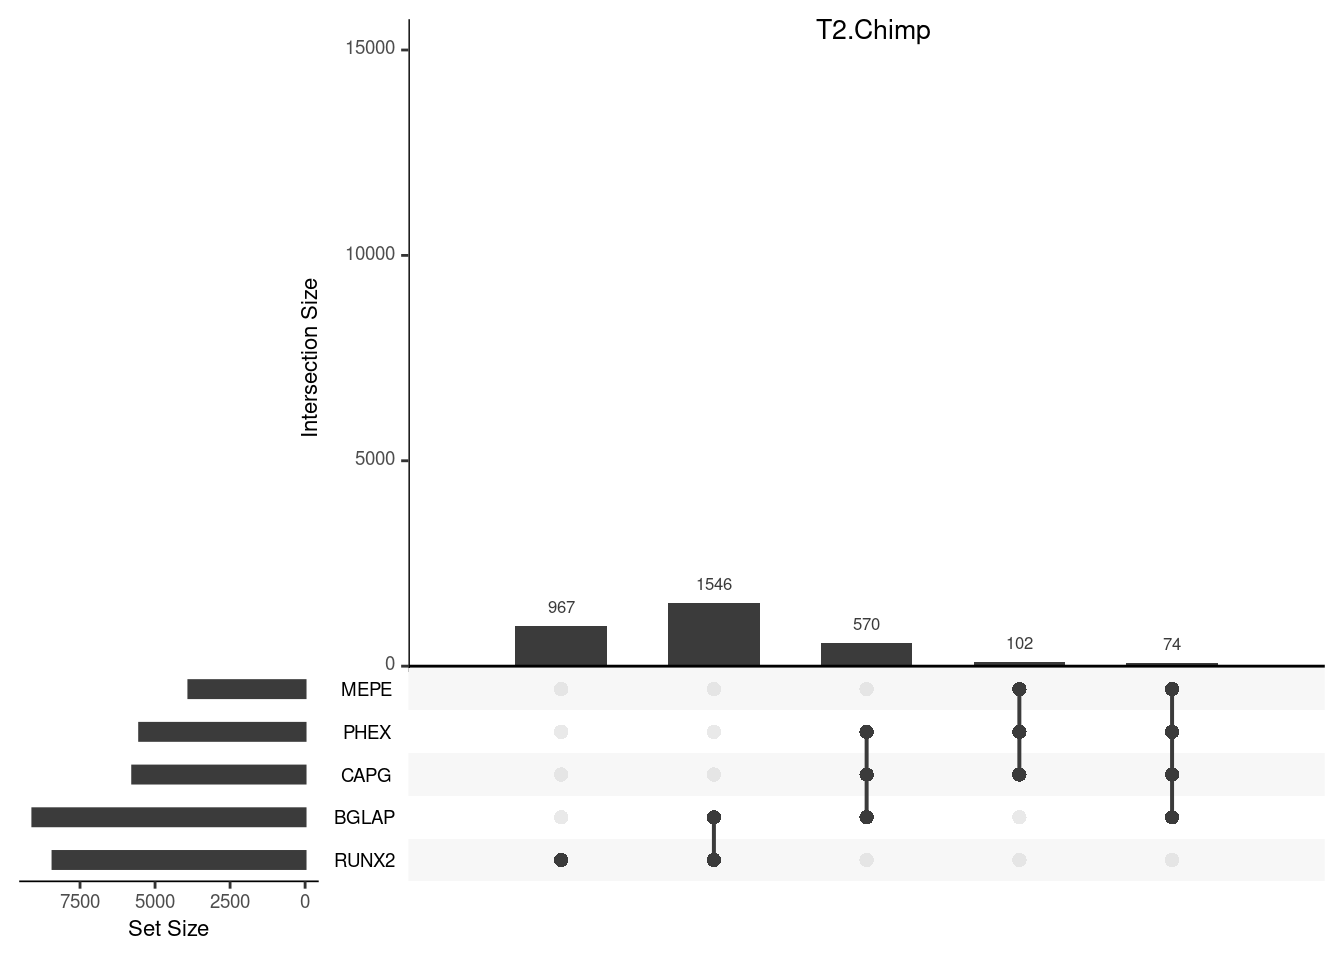 T2.Chimp
15000
10000
5000
0
Intersection Size
967
1546
570
102
74
MEPE
PHEX
CAPG
BGLAP
RUNX2
7500 5000 2500 0
Set Size